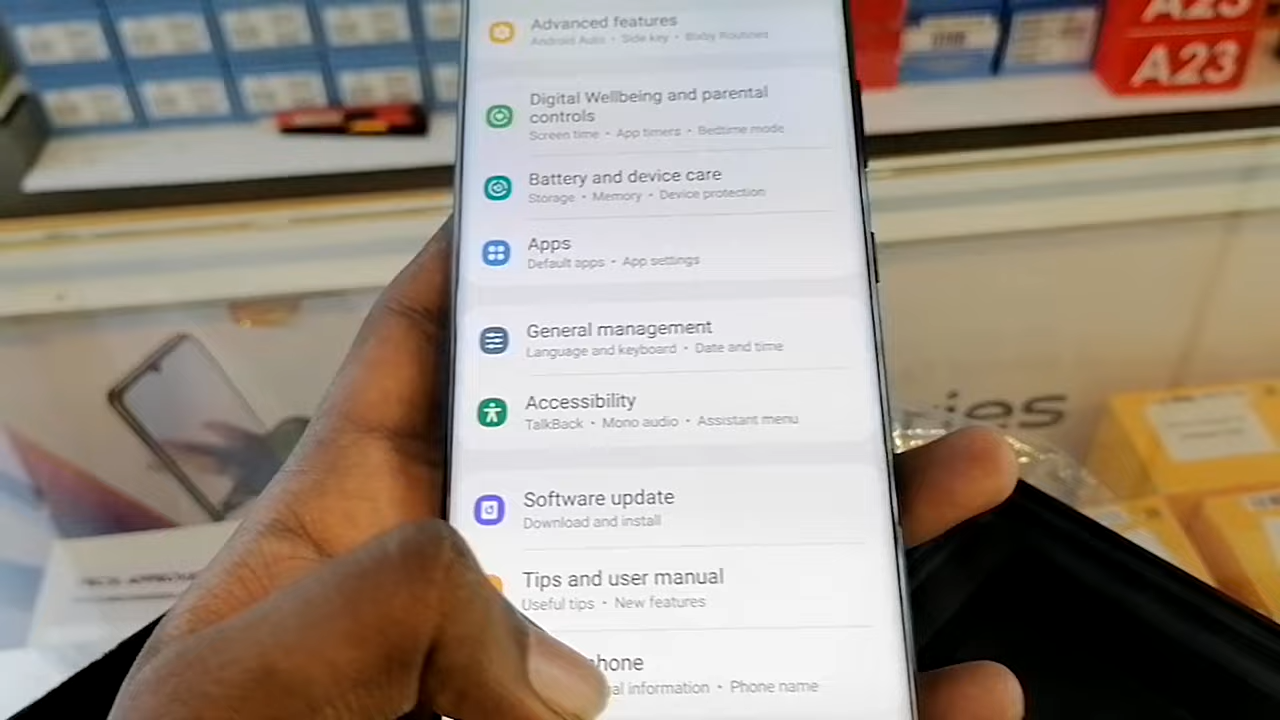 Advanced features
Android Auto • Side key • Bixby Routines
Digital Wellbeing and parental
controls
Screen time • App timers • Bedtime mode
Battery and device care
Storage • Memory • Device protection
Apps
Default apps • App settings
General management
Language and keyboard • Date and time
Accessibility
TalkBack • Mono audio • Assistant menu
Software update
Download and install
Tips and user manual
Useful tips • New features
phone
al information • Phone name
A23
A23
ies